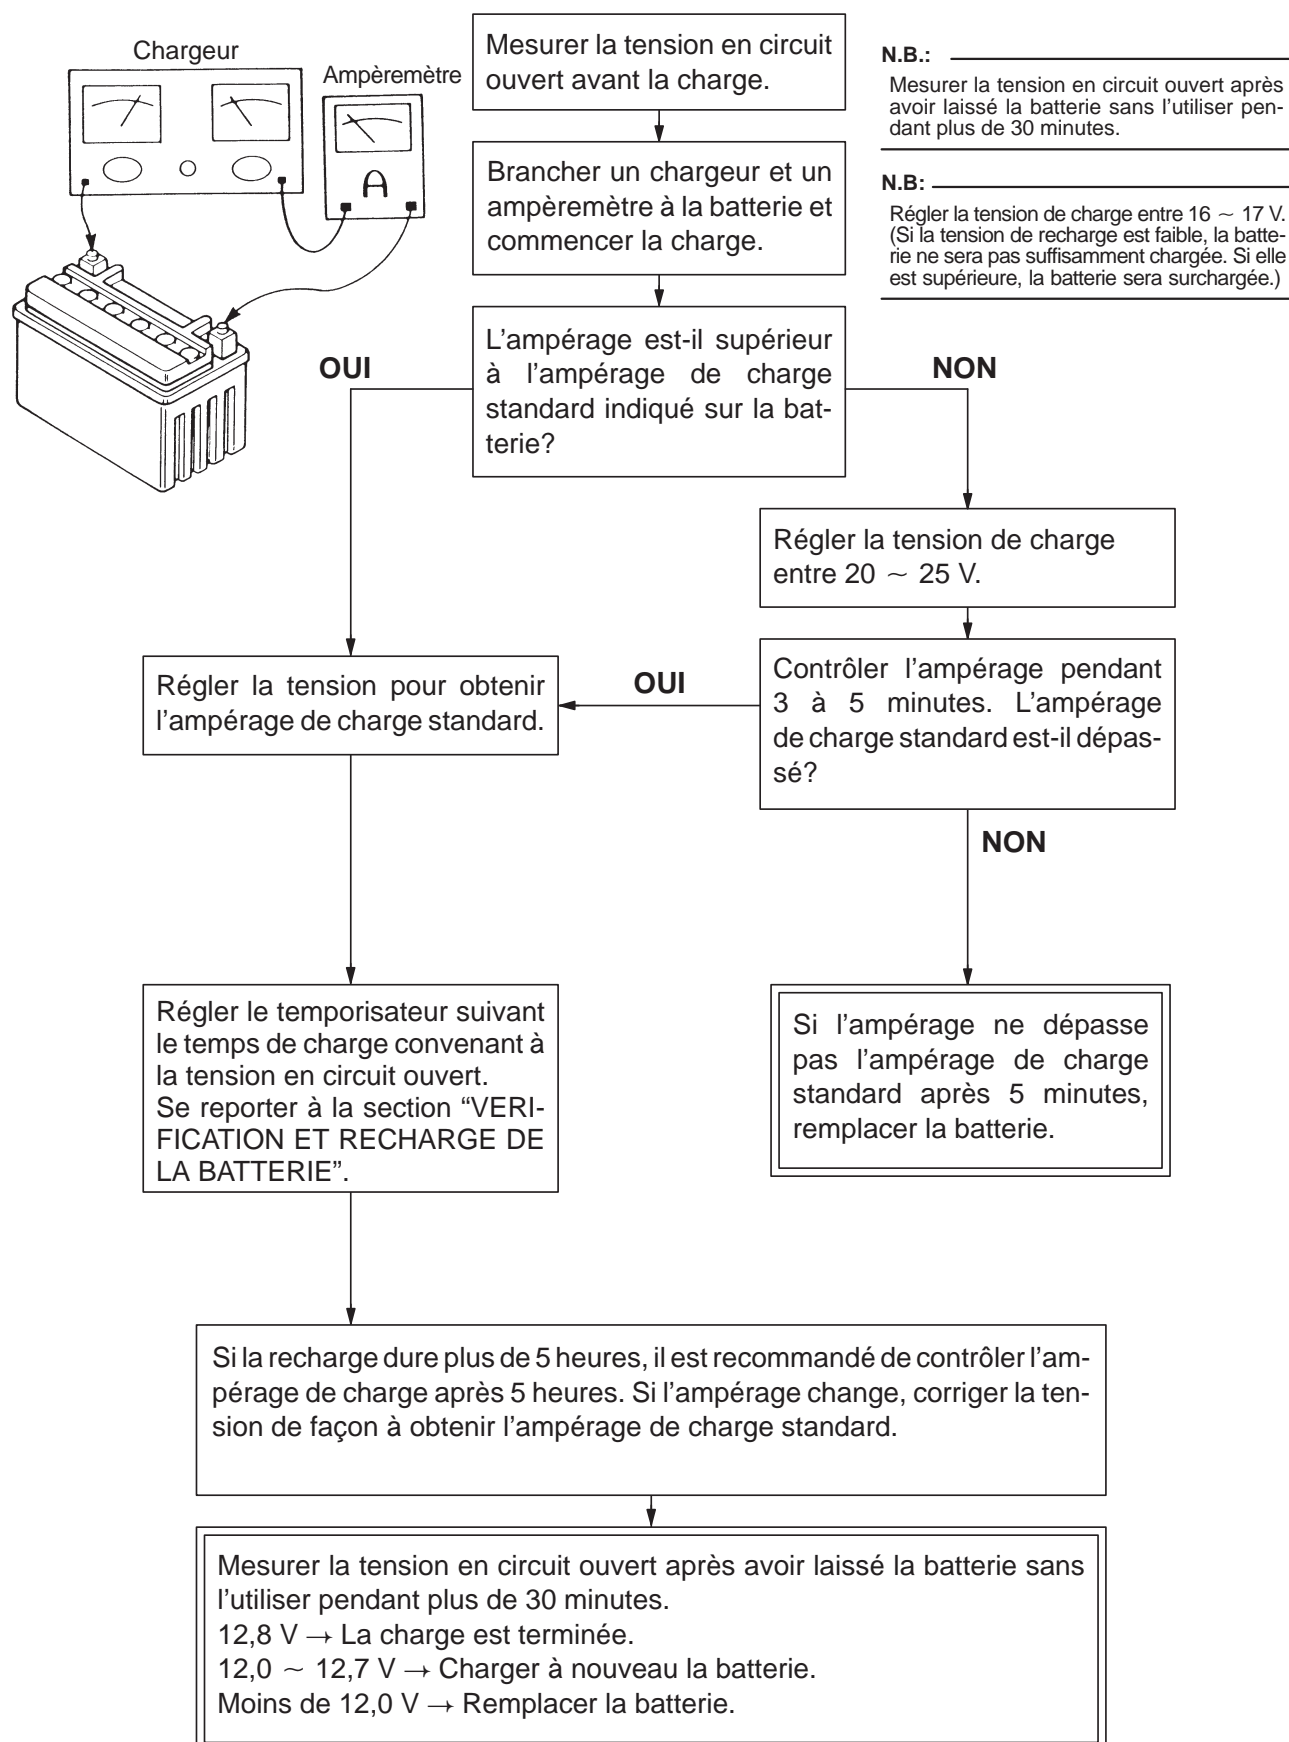 Chargeur
Ampèremètre
Mesurer la tension en circuit
ouvert avant la charge.
N.B.:
Mesurer la tension en circuit ouvert après
avoir laissé la batterie sans l’utiliser pen-
dant plus de 30 minutes.
Brancher un chargeur et un
ampèremètre à la batterie et
commencer la charge.
N.B:
Régler la tension de charge entre 16 ~ 17 V.
(Si la tension de recharge est faible, la batte-
rie ne sera pas suffisamment chargée. Si elle
est supérieure, la batterie sera surchargée.)
L’ampérage est-il supérieur
à l’ampérage de charge
standard indiqué sur la bat-
terie?
OUI
NON
Régler la tension de charge
entre 20 ~ 25 V.
Régler la tension pour obtenir
l’ampérage de charge standard.
OUI
Contrôler l’ampérage pendant
3 à 5 minutes. L’ampérage
de charge standard est-il dépas-
sé?
NON
Régler le temporisateur suivant
le temps de charge convenant à
la tension en circuit ouvert.
Se reporter à la section “VERI-
FICATION ET RECHARGE DE
LA BATTERIE”.
Si l’ampérage ne dépasse
pas l’ampérage de charge
standard après 5 minutes,
remplacer la batterie.
Si la recharge dure plus de 5 heures, il est recommandé de contrôler l’am-
pérage de charge après 5 heures. Si l’ampérage change, corriger la ten-
sion de façon à obtenir l’ampérage de charge standard.
Mesurer la tension en circuit ouvert après avoir laissé la batterie sans
l’utiliser pendant plus de 30 minutes.
12,8 V → La charge est terminée.
12,0 ~ 12,7 V → Charger à nouveau la batterie.
Moins de 12,0 V → Remplacer la batterie.